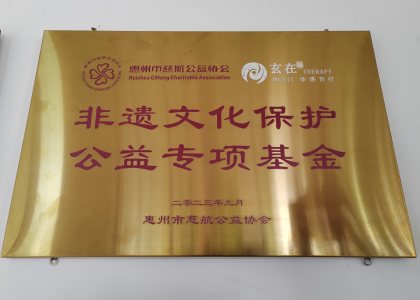 惠州市慈航公益协会
Huizhou CiHang Charitable Association
玄在
THERAPY
MUSIC
非遗文化保护
公益专项基金
二零二三年九月
惠州市慈航公益协会